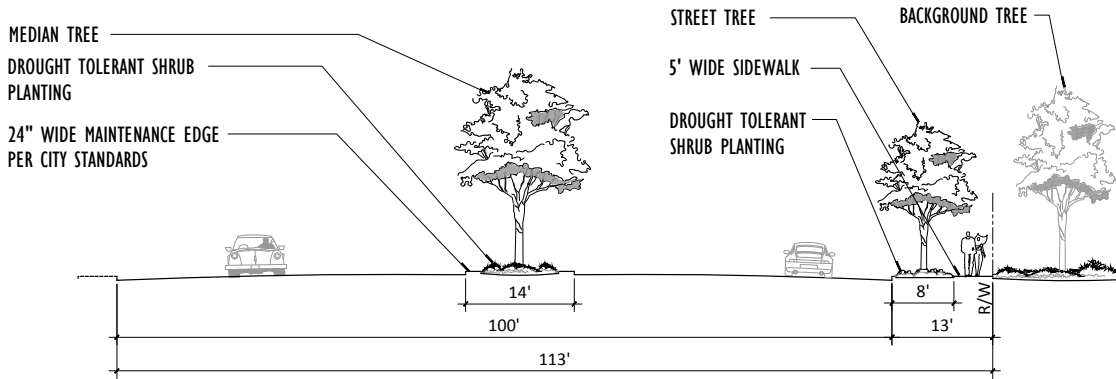 MEDIAN TREE
DROUGHT TOLERANT SHRUB
PLANTING
24" WIDE MAINTENANCE EDGE
PER CITY STANDARDS
STREET TREE
BACKGROUND TREE
5' WIDE SIDEWALK
DROUGHT TOLERANT
SHRUB PLANTING
14'
8'
R/W
100'
13'
113'